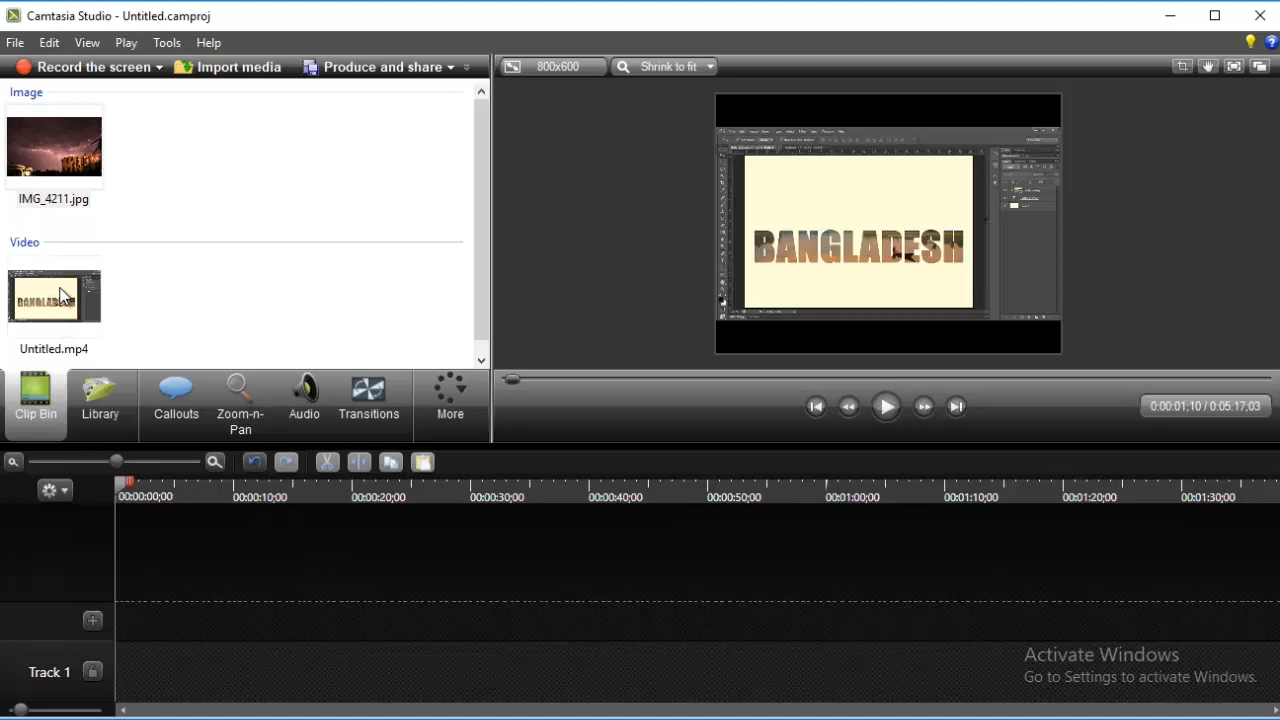 Camtasia Studio - Untitled.camproj
File Edit View Play Tools Help
Record the screen Import media Produce and share
800x600 Shrink to fit
Image
IMG_4211.jpg
Video
BANGLADESH
Untitled.mp4
BANGLADESH
Clip Bin Library Callouts Zoom-n-Pan Audio Transitions More
0:00:01;10 / 0:05:17;03
00:00:00;00 00:00:10;00 00:00:20;00 00:00:30;00 00:00:40;00 00:00:50;00 00:01:00;00 00:01:10;00 00:01:20;00 00:01:30;00
Track 1
Activate Windows
Go to Settings to activate Windows.